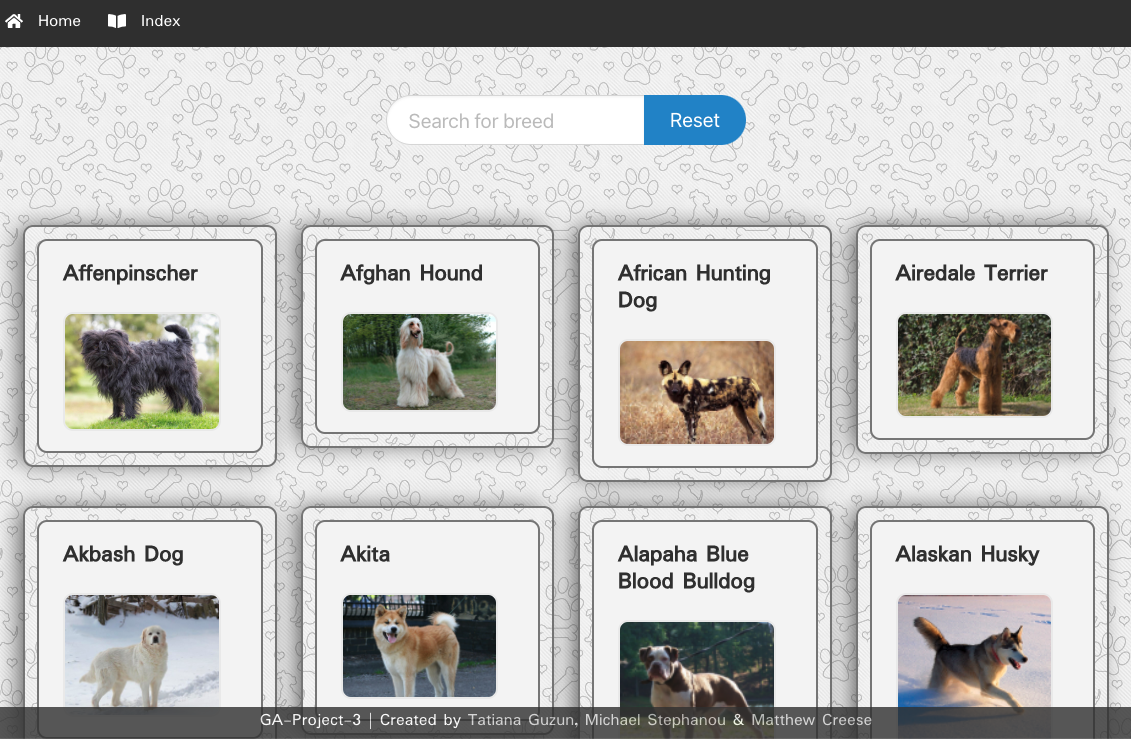 Home Index
Search for breed Reset
Affenpinscher
Afghan Hound
African Hunting
Dog
Airedale Terrier
Akbash Dog
Akita
Alapaha Blue
Blood Bulldog
Alaskan Husky
GA-Project-3 | Created by Tatiana Guzun, Michael Stephanou & Matthew Creese